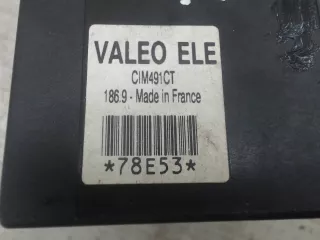 VALEO ELE
CIM491CT
186.9 - Made in France
*78E53*